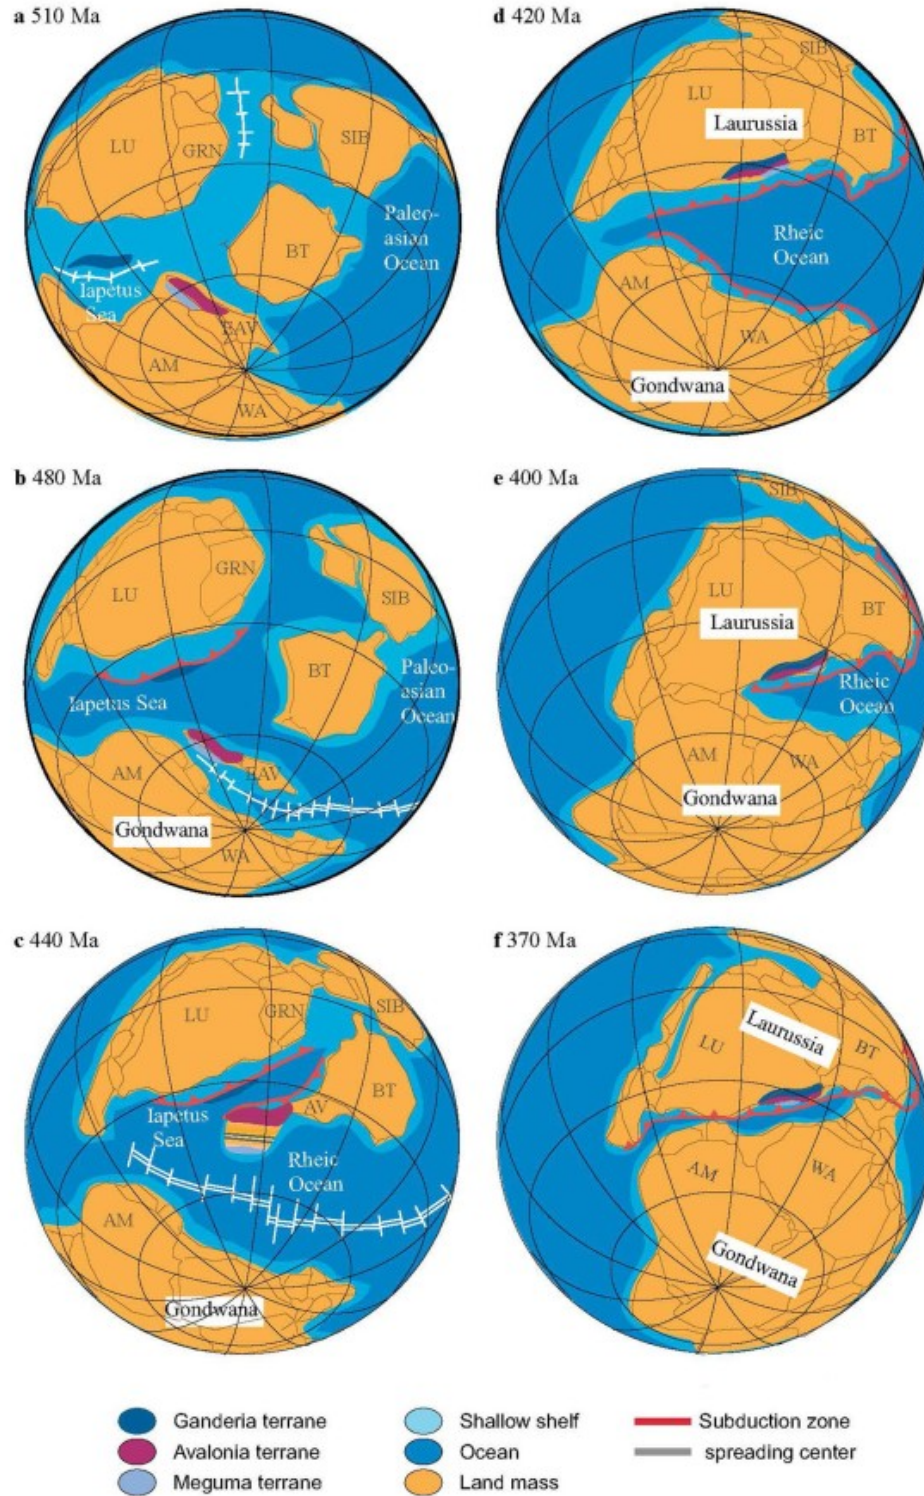 a 510 Ma
LU
GRN
SIB
BT
Paleo-
asian
Ocean
Iapetus
Sea
EAV
AM
WA
b 480 Ma
LU
GRN
SIB
BT
Paleo-
asian
Ocean
Iapetus Sea
AM
EAV
Gondwana
WA
c 440 Ma
LU
GRN
SIB
BT
AV
Iapetus
Sea
Rheic
Ocean
AM
Gondwana
d 420 Ma
SIB
LU
Laurussia
BT
Rheic
Ocean
AM
WA
Gondwana
e 400 Ma
SIB
LU
BT
Laurussia
Rheic
Ocean
AM
WA
Gondwana
f 370 Ma
Laurussia
LU
BT
AM
WA
Gondwana
Ganderia terrane
Avalonia terrane
Meguma terrane
Shallow shelf
Ocean
Land mass
Subduction zone
spreading center